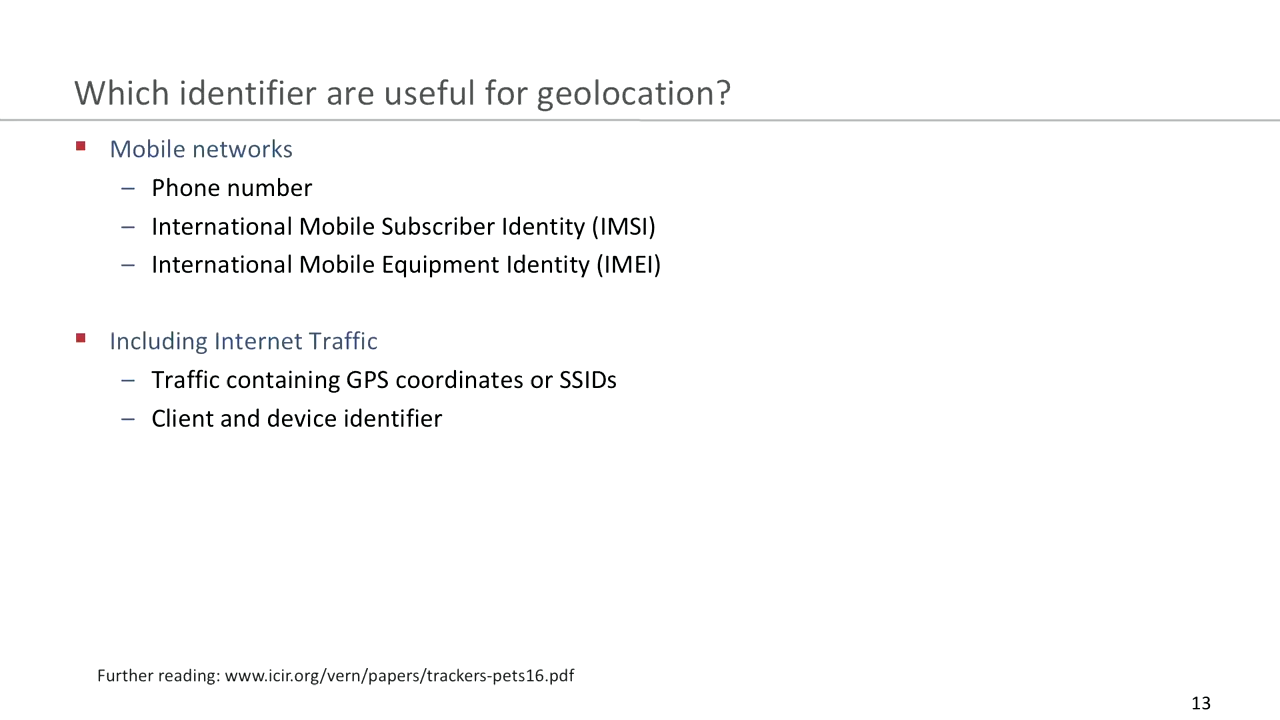 Which identifier are useful for geolocation?
▪ Mobile networks
– Phone number
– International Mobile Subscriber Identity (IMSI)
– International Mobile Equipment Identity (IMEI)
▪ Including Internet Traffic
– Traffic containing GPS coordinates or SSIDs
– Client and device identifier
Further reading: www.icir.org/vern/papers/trackers-pets16.pdf
13